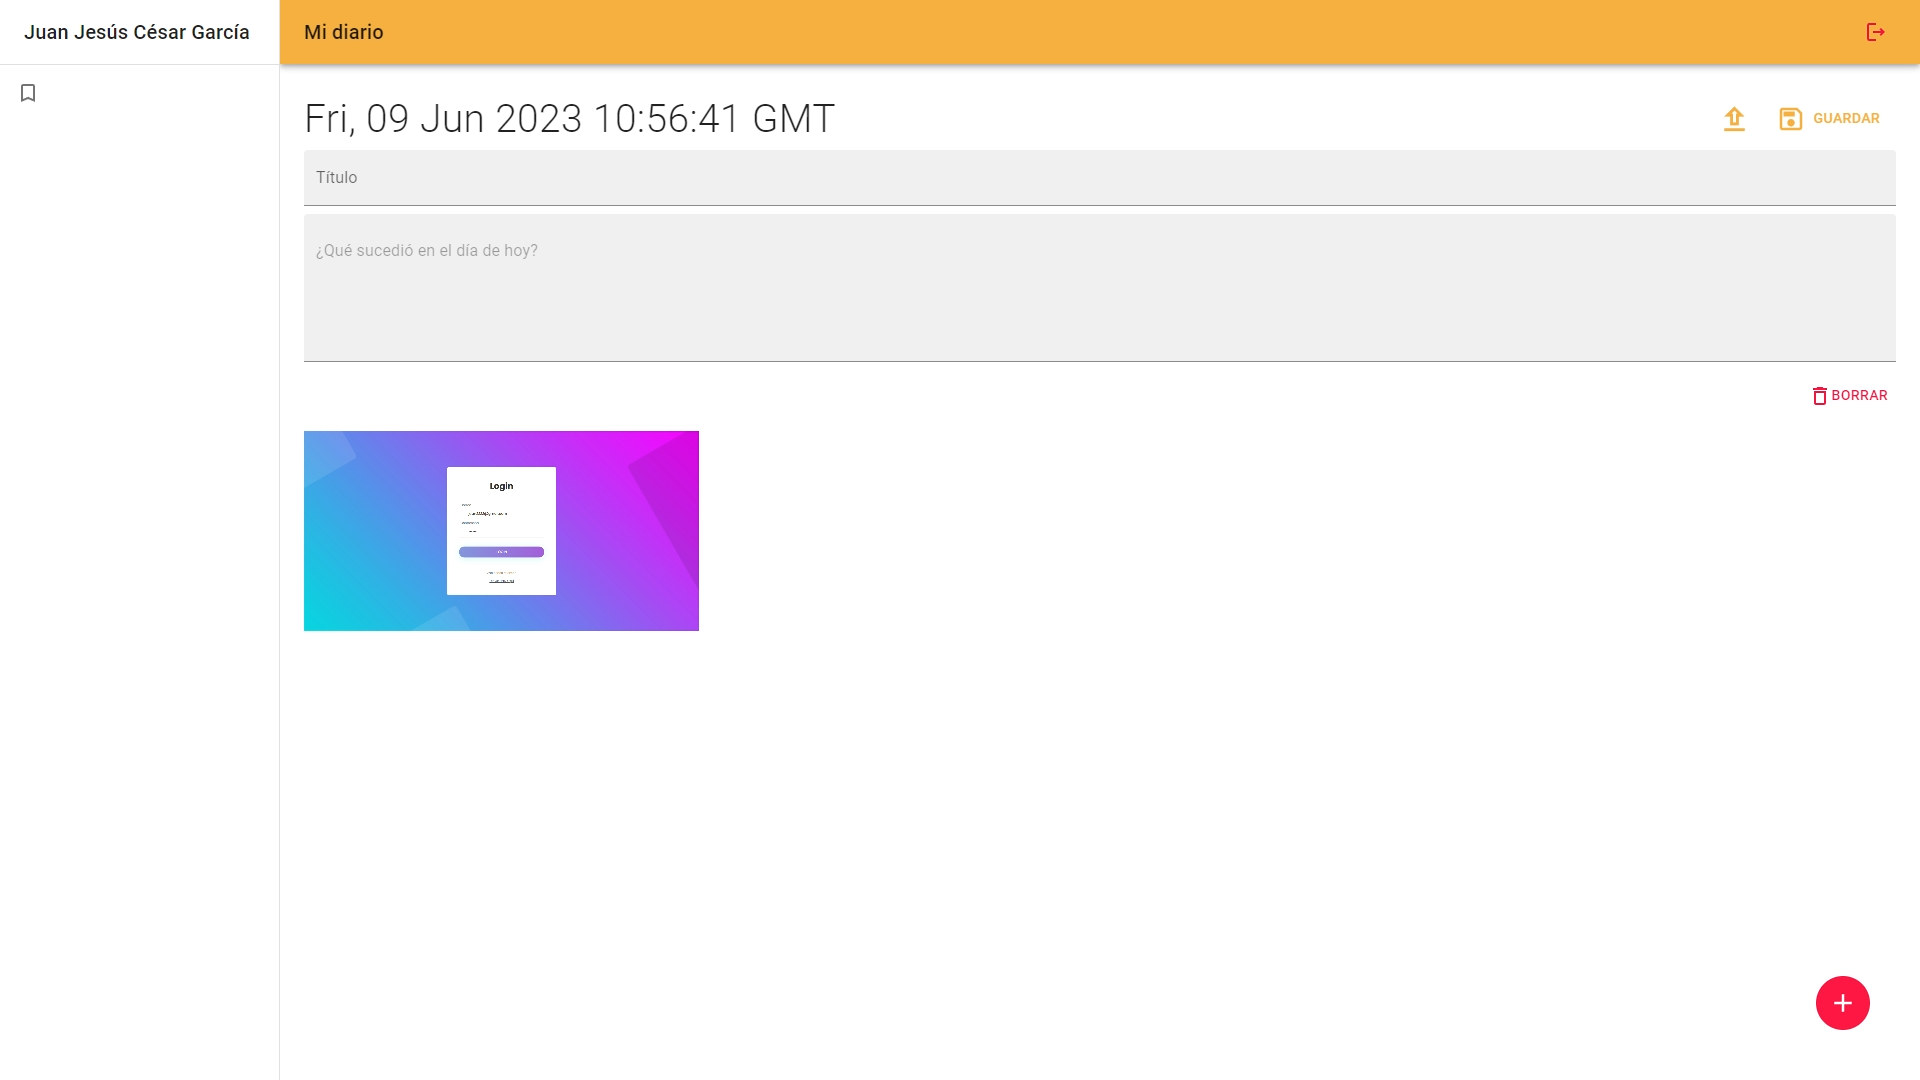 Juan Jesús César García
Mi diario
Fri, 09 Jun 2023 10:56:41 GMT
GUARDAR
Título
¿Qué sucedió en el día de hoy?
BORRAR
Login